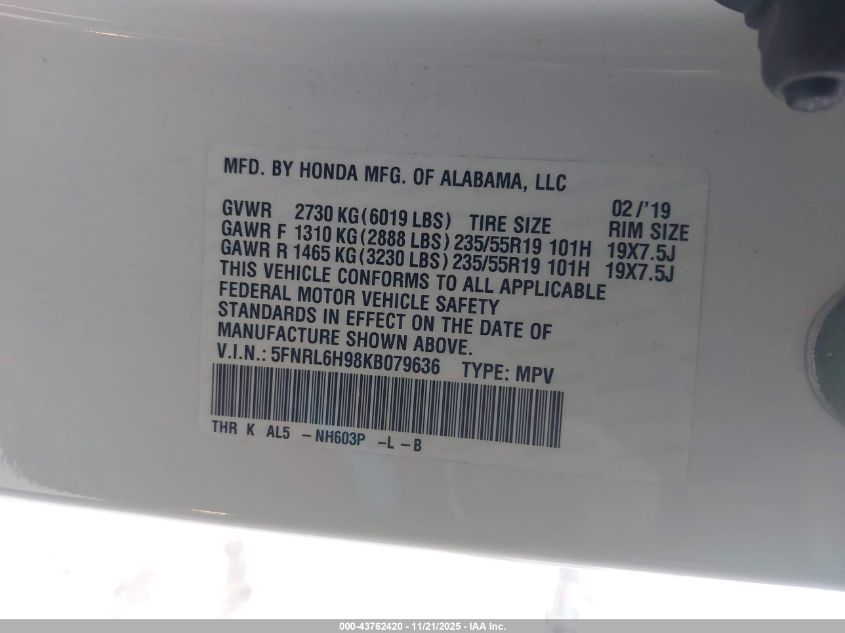 MFD. BY HONDA MFG. OF ALABAMA, LLC
02/'19
GVWR 2730 KG(6019 LBS) TIRE SIZE RIM SIZE
GAWR F 1310 KG(2888 LBS) 235/55R19 101H 19X7.5J
GAWR R 1465 KG(3230 LBS) 235/55R19 101H 19X7.5J
THIS VEHICLE CONFORMS TO ALL APPLICABLE
FEDERAL MOTOR VEHICLE SAFETY
STANDARDS IN EFFECT ON THE DATE OF
MANUFACTURE SHOWN ABOVE.
V.I.N.: 5FNRL6H98KB079636 TYPE: MPV
THR K AL5 -NH603P -L -B
000-43762420 - 11/21/2025 - IAA Inc.